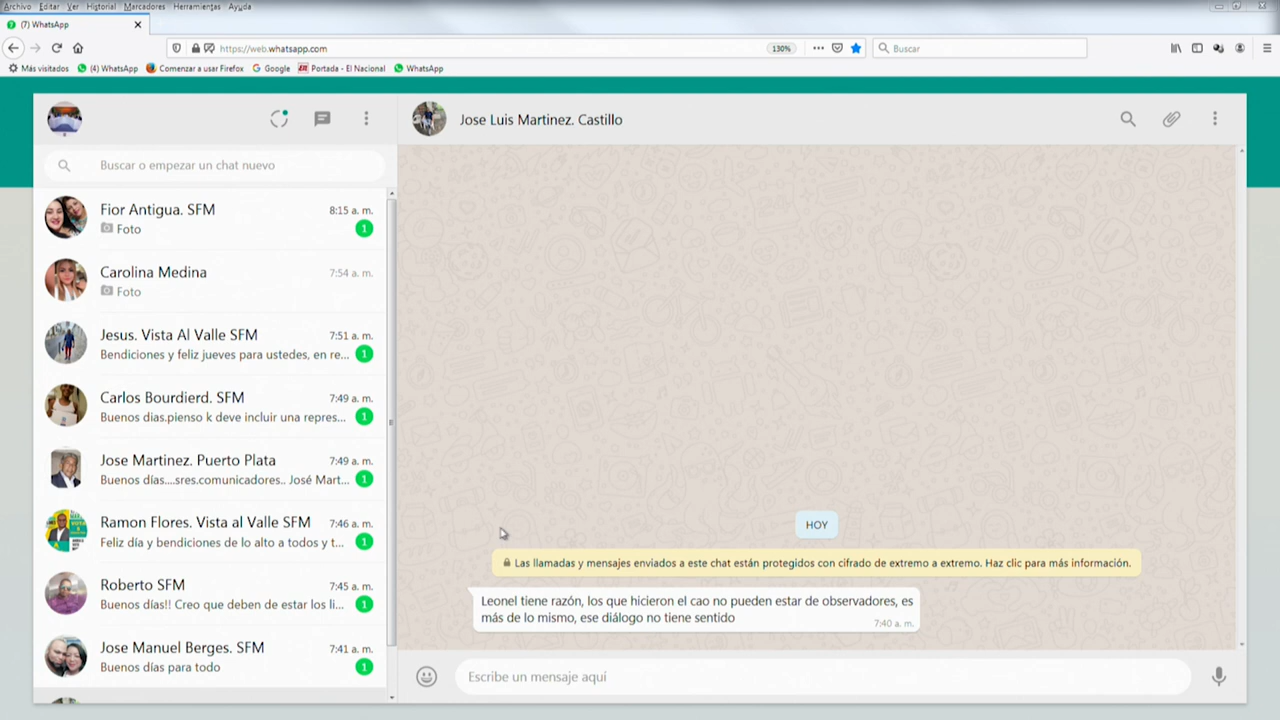 Archivo Editar Ver Historial Marcadores Herramientas Ayuda
(7) WhatsApp
https://web.whatsapp.com
130%
Buscar
Más visitados (4) WhatsApp Comenzar a usar Firefox Google Portada - El Nacional WhatsApp
Jose Luis Martinez. Castillo
Buscar o empezar un chat nuevo
Fior Antigua. SFM 8:15 a. m.
Foto 1
Carolina Medina 7:54 a. m.
Foto
Jesus. Vista Al Valle SFM 7:51 a. m.
Bendiciones y feliz jueves para ustedes, en re... 1
Carlos Bourdierd. SFM 7:49 a. m.
Buenos dias.pienso k deve incluir una repres... 1
Jose Martinez. Puerto Plata 7:49 a. m.
Buenos días....sres.comunicadores.. José Mart... 1
Ramon Flores. Vista al Valle SFM 7:46 a. m.
Feliz día y bendiciones de lo alto a todos y t... 1
Roberto SFM 7:45 a. m.
Buenos días!! Creo que deben de estar los li... 1
Jose Manuel Berges. SFM 7:41 a. m.
Buenos días para todo 1
HOY
Las llamadas y mensajes enviados a este chat están protegidos con cifrado de extremo a extremo. Haz clic para más información.
Leonel tiene razón, los que hicieron el cao no pueden estar de observadores, es
más de lo mismo, ese diálogo no tiene sentido
7:40 a. m.
Escribe un mensaje aquí